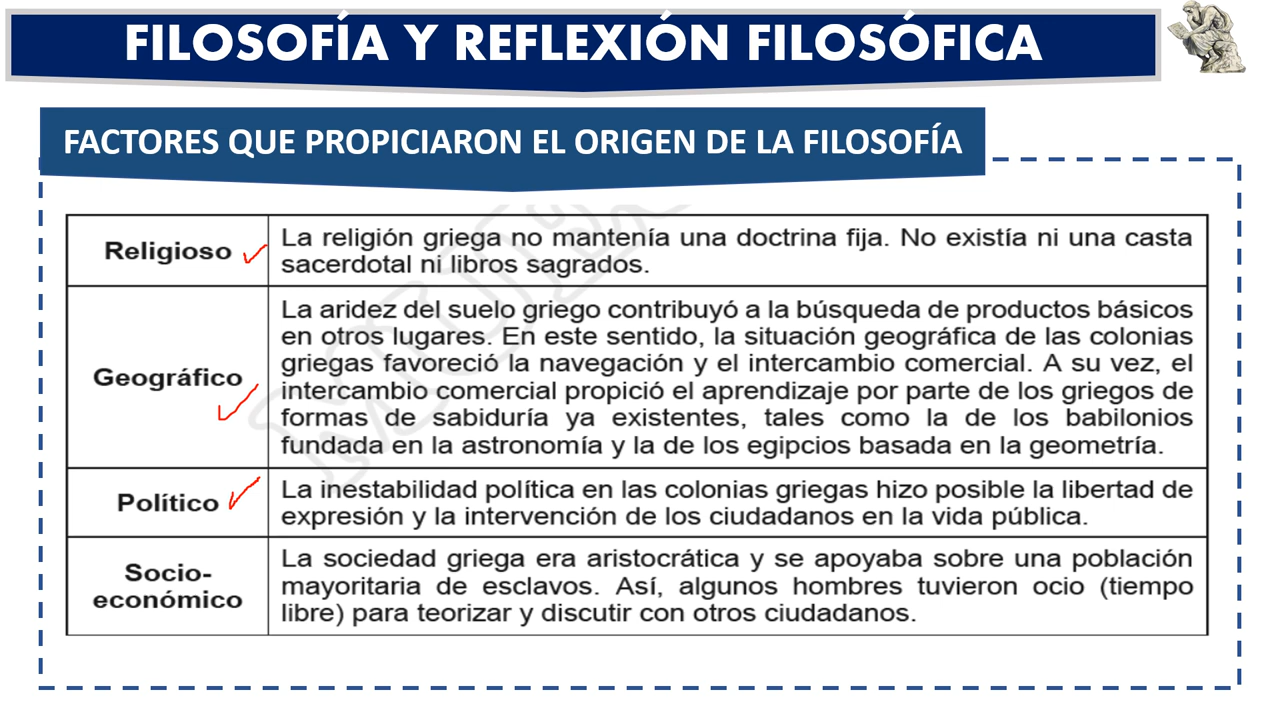 FILOSOFÍA Y REFLEXIÓN FILOSÓFICA
FACTORES QUE PROPICIARON EL ORIGEN DE LA FILOSOFÍA
Religioso
La religión griega no mantenía una doctrina fija. No existía ni una casta
sacerdotal ni libros sagrados.
Geográfico
La aridez del suelo griego contribuyó a la búsqueda de productos básicos
en otros lugares. En este sentido, la situación geográfica de las colonias
griegas favoreció la navegación y el intercambio comercial. A su vez, el
intercambio comercial propició el aprendizaje por parte de los griegos de
formas de sabiduría ya existentes, tales como la de los babilonios
fundada en la astronomía y la de los egipcios basada en la geometría.
Político
La inestabilidad política en las colonias griegas hizo posible la libertad de
expresión y la intervención de los ciudadanos en la vida pública.
Socio-
económico
La sociedad griega era aristocrática y se apoyaba sobre una población
mayoritaria de esclavos. Así, algunos hombres tuvieron ocio (tiempo
libre) para teorizar y discutir con otros ciudadanos.